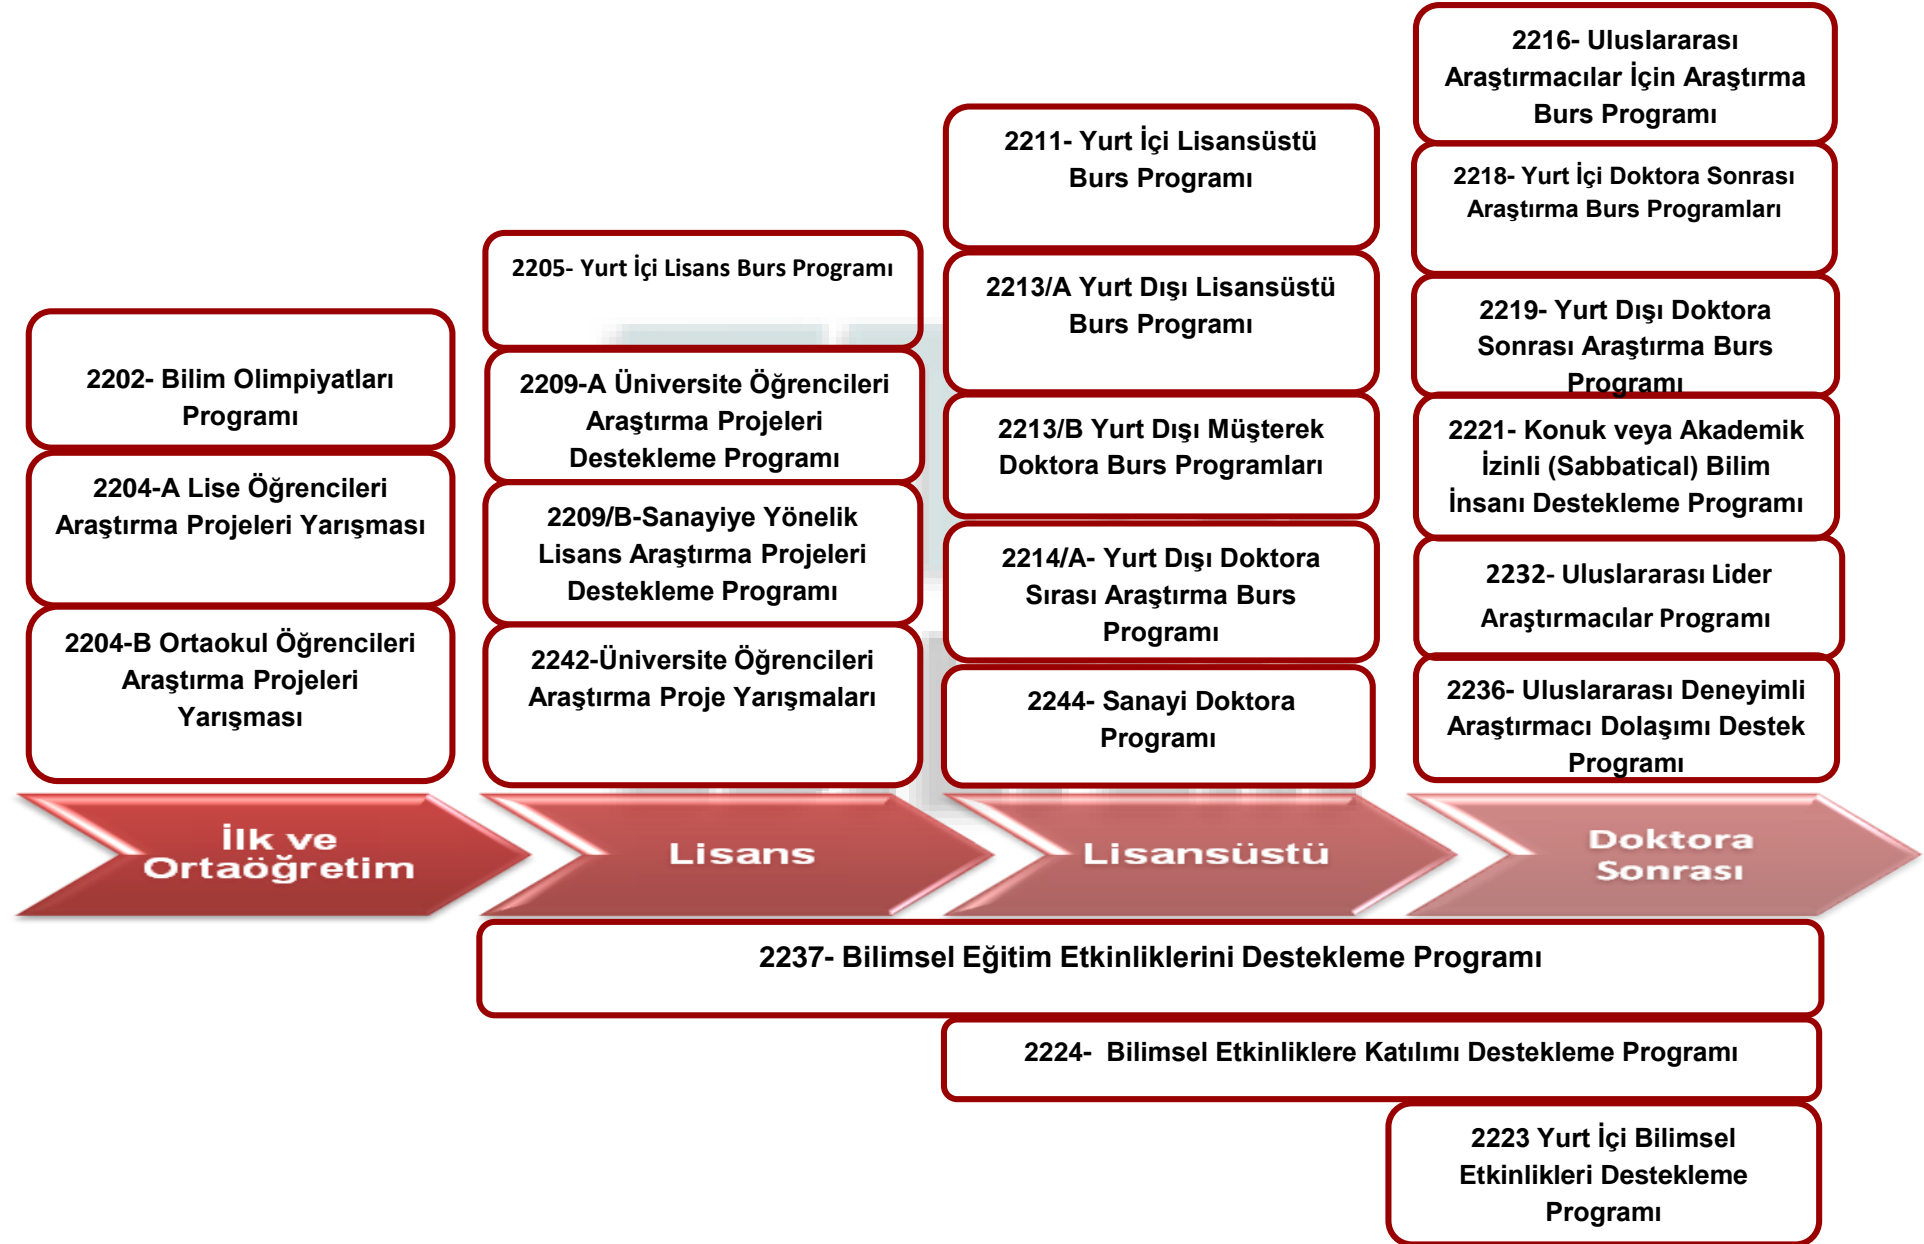 2202- Bilim Olimpiyatları
Programı
2204-A Lise Öğrencileri
Araştırma Projeleri Yarışması
2204-B Ortaokul Öğrencileri
Araştırma Projeleri
Yarışması
İlk ve
Ortaöğretim
2205- Yurt İçi Lisans Burs Programı
2209-A Üniversite Öğrencileri
Araştırma Projeleri
Destekleme Programı
2209/B-Sanayiye Yönelik
Lisans Araştırma Projeleri
Destekleme Programı
2242-Üniversite Öğrencileri
Araştırma Proje Yarışmaları
Lisans
2211- Yurt İçi Lisansüstü
Burs Programı
2213/A Yurt Dışı Lisansüstü
Burs Programı
2213/B Yurt Dışı Müşterek
Doktora Burs Programları
2214/A- Yurt Dışı Doktora
Sırası Araştırma Burs
Programı
2244- Sanayi Doktora
Programı
Lisansüstü
2216- Uluslararası
Araştırmacılar İçin Araştırma
Burs Programı
2218- Yurt İçi Doktora Sonrası
Araştırma Burs Programları
2219- Yurt Dışı Doktora
Sonrası Araştırma Burs
Programı
2221- Konuk veya Akademik
İzinli (Sabbatical) Bilim
İnsanı Destekleme Programı
2232- Uluslararası Lider
Araştırmacılar Programı
2236- Uluslararası Deneyimli
Araştırmacı Dolaşımı Destek
Programı
Doktora
Sonrası
2237- Bilimsel Eğitim Etkinliklerini Destekleme Programı
2224-  Bilimsel Etkinliklere Katılımı Destekleme Programı
2223 Yurt İçi Bilimsel
Etkinlikleri Destekleme
Programı